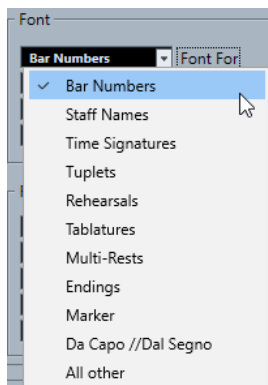 Font
Bar Numbers Font For
Bar Numbers
Staff Names
Time Signatures
Tuplets
Rehearsals
Tablatures
Multi-Rests
Endings
Marker
Da Capo //Dal Segno
All other